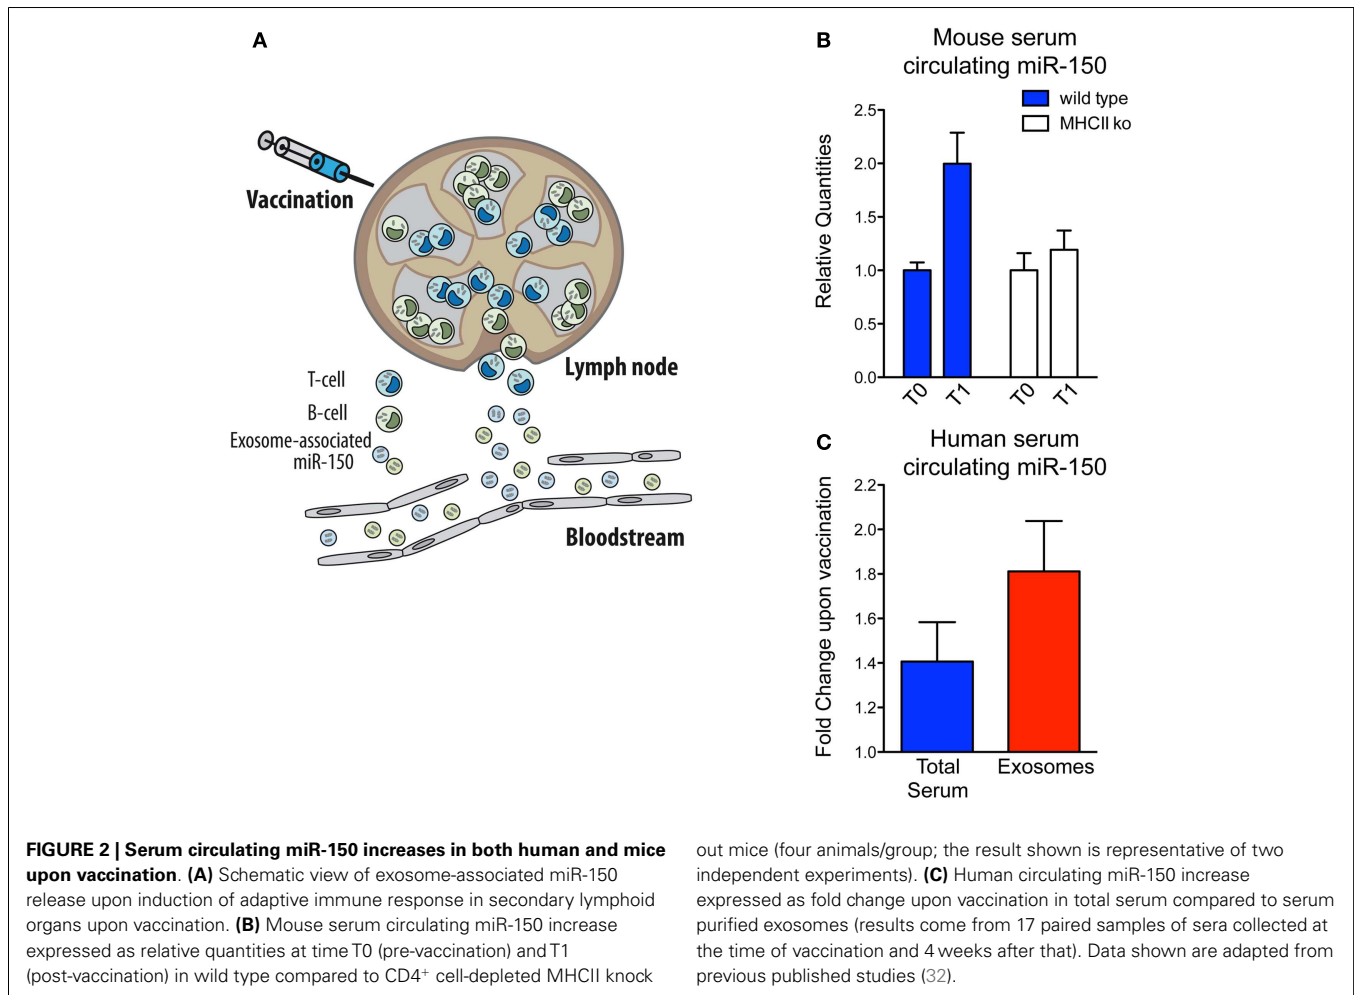 A
Vaccination
Lymph node
T-cell
B-cell
Exosome-associated
miR-150
Bloodstream
B
Mouse serum
circulating miR-150
wild type
MHCII ko
Relative Quantities
2.5
2.0
1.5
1.0
0.5
0.0
T0 T1 T0 T1
C
Human serum
circulating miR-150
Fold Change upon vaccination
2.2
2.0
1.8
1.6
1.4
1.2
1.0
Total Exosomes
Serum
FIGURE 2 | Serum circulating miR-150 increases in both human and mice
upon vaccination. (A) Schematic view of exosome-associated miR-150
release upon induction of adaptive immune response in secondary lymphoid
organs upon vaccination. (B) Mouse serum circulating miR-150 increase
expressed as relative quantities at time T0 (pre-vaccination) and T1
(post-vaccination) in wild type compared to CD4⁺ cell-depleted MHCII knock
out mice (four animals/group; the result shown is representative of two
independent experiments). (C) Human circulating miR-150 increase
expressed as fold change upon vaccination in total serum compared to serum
purified exosomes (results come from 17 paired samples of sera collected at
the time of vaccination and 4 weeks after that). Data shown are adapted from
previous published studies (32).